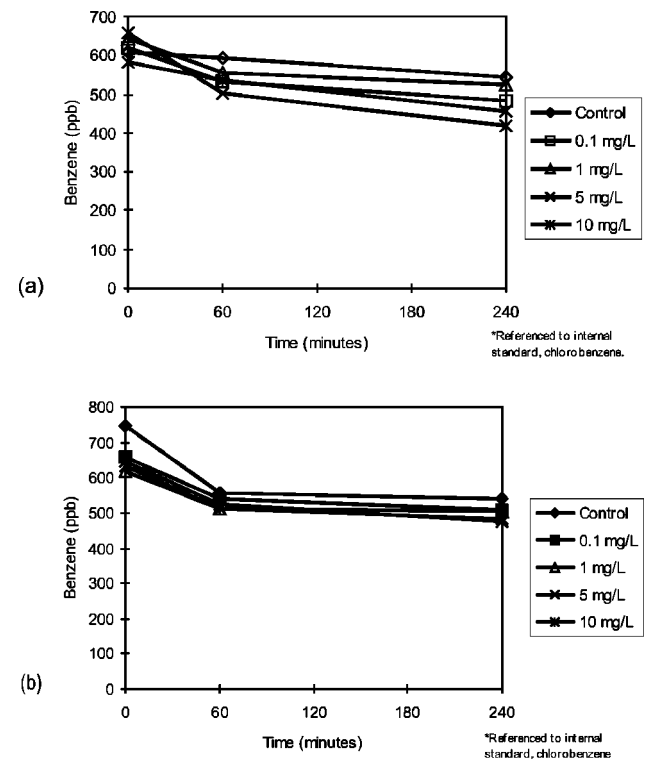 700
600
500
400
300
200
100
0
Benzene (ppb)
0 60 120 180 240
Time (minutes)
Control
0.1 mg/L
1 mg/L
5 mg/L
10 mg/L
(a)
*Referenced to internal
standard, chlorobenzene.
800
700
600
500
400
300
200
100
0
Benzene (ppb)
0 60 120 180 240
Time (minutes)
Control
0.1 mg/L
1 mg/L
5 mg/L
10 mg/L
(b)
*Referenced to internal
standard, chlorobenzene